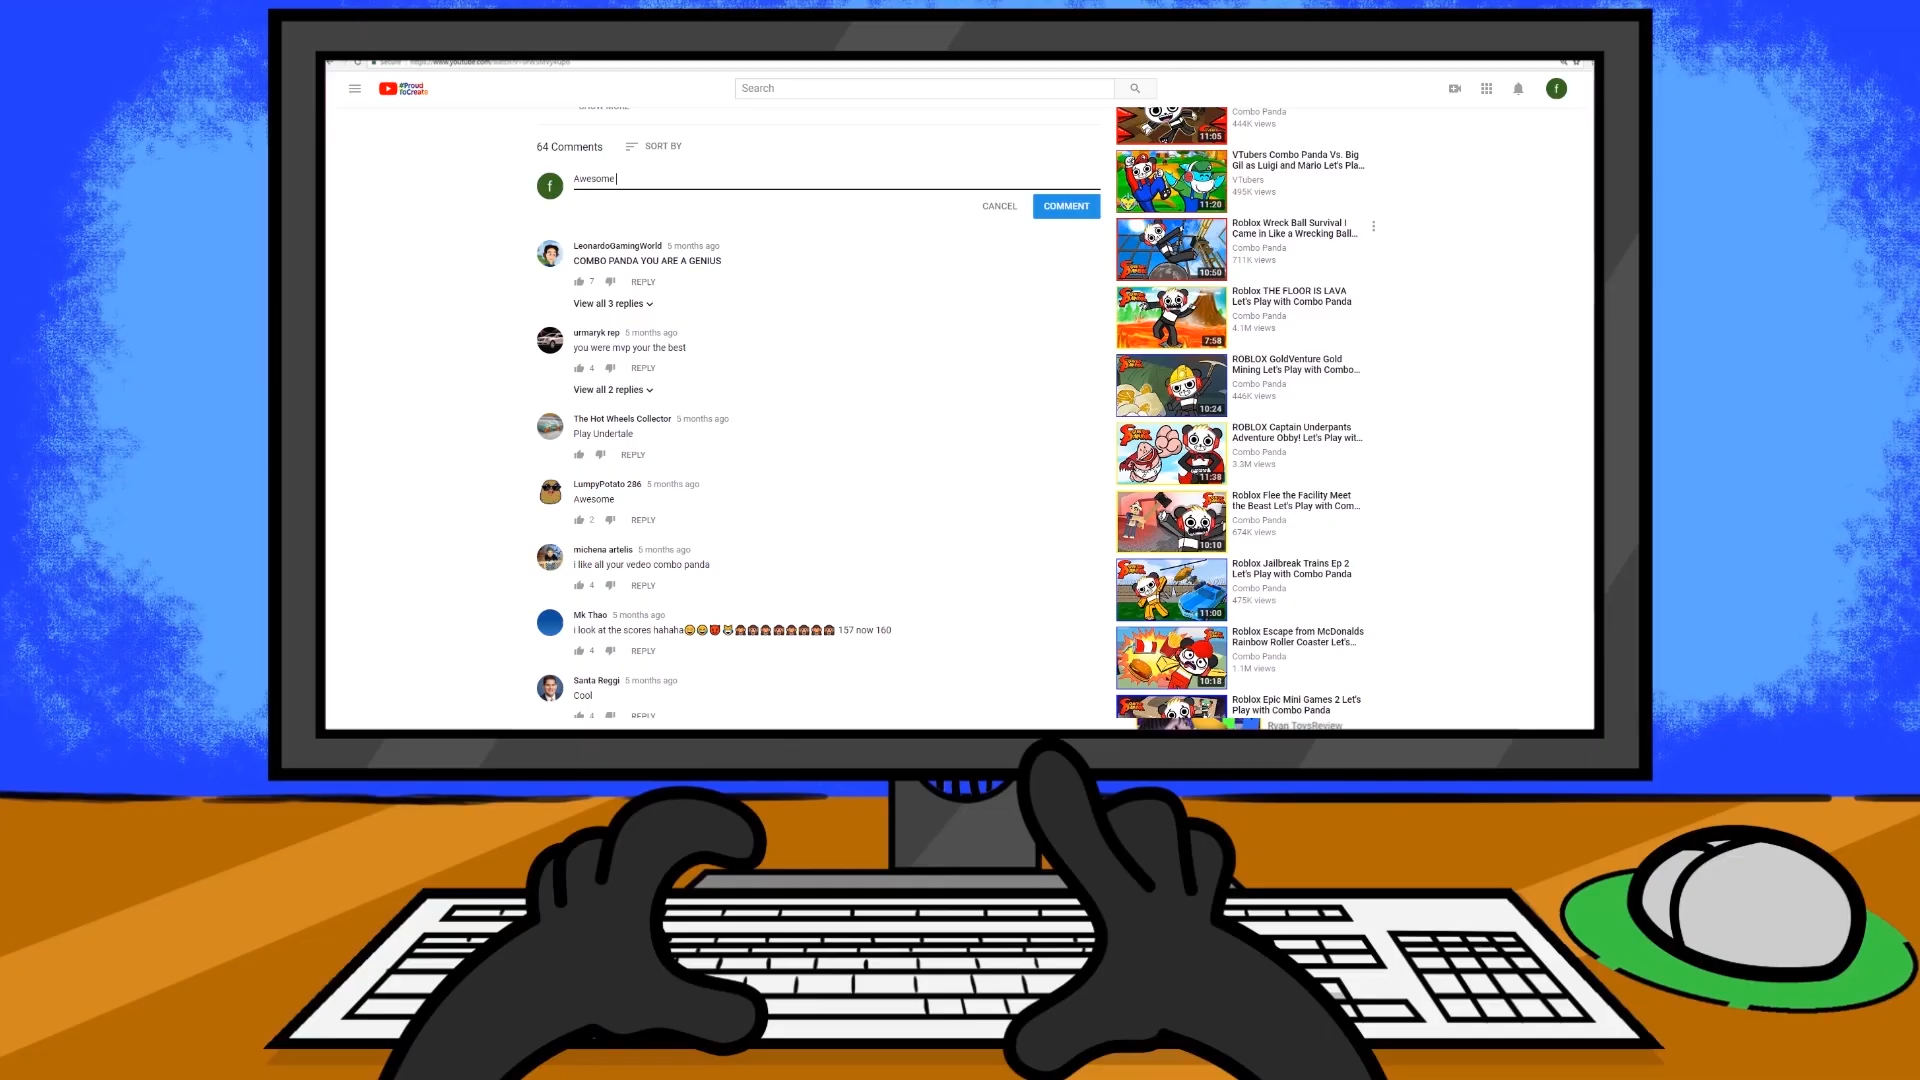 #Proud
toCreate
Search
f
SHOW MORE
64 Comments
SORT BY
f
Awesome
CANCEL
COMMENT
LeonardoGamingWorld 5 months ago
COMBO PANDA YOU ARE A GENIUS
7
REPLY
View all 3 replies
urmaryk rep 5 months ago
you were mvp your the best
4
REPLY
View all 2 replies
The Hot Wheels Collector 5 months ago
Play Undertale
REPLY
LumpyPotato 286 5 months ago
Awesome
2
REPLY
michena artelis 5 months ago
i like all your vedeo combo panda
4
REPLY
Mk Thao 5 months ago
i look at the scores hahaha 157 now 160
4
REPLY
Santa Reggi 5 months ago
Cool
4
REPLY
11:05
Combo Panda
444K views
11:20
VTubers Combo Panda Vs. Big
Gil as Luigi and Mario Let's Pla...
VTubers
495K views
10:50
Roblox Wreck Ball Survival I
Came in Like a Wrecking Ball...
Combo Panda
711K views
7:58
Roblox THE FLOOR IS LAVA
Let's Play with Combo Panda
Combo Panda
4.1M views
10:24
ROBLOX GoldVenture Gold
Mining Let's Play with Combo...
Combo Panda
446K views
11:38
ROBLOX Captain Underpants
Adventure Obby! Let's Play wit...
Combo Panda
3.3M views
10:10
Roblox Flee the Facility Meet
the Beast Let's Play with Com...
Combo Panda
674K views
11:00
Roblox Jailbreak Trains Ep 2
Let's Play with Combo Panda
Combo Panda
475K views
10:18
Roblox Escape from McDonalds
Rainbow Roller Coaster Let's...
Combo Panda
1.1M views
Roblox Epic Mini Games 2 Let's
Play with Combo Panda
Ryan ToysReview